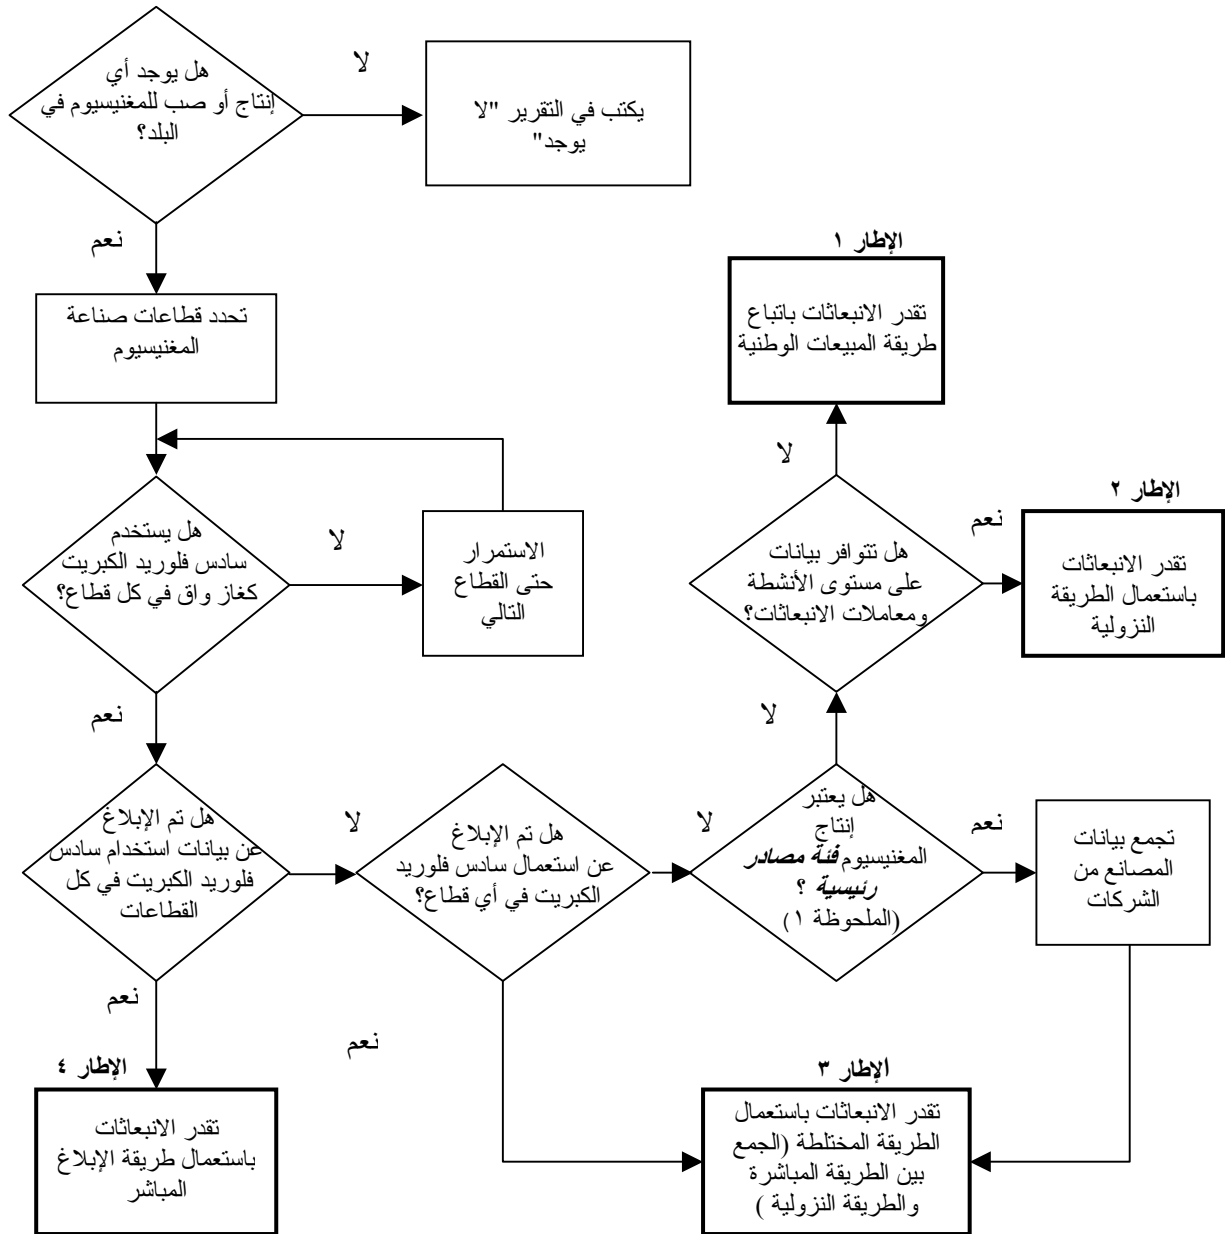 هل يوجد أي
إنتاج أو صب للمغنيسيوم في
البلد؟
لا
يكتب في التقرير "لا
يوجد"
نعم
تحدد قطاعات صناعة
المغنيسيوم
هل يستخدم
سادس فلوريد الكبريت
كغاز واق في كل قطاع؟
لا
الاستمرار
حتى القطاع
التالي
نعم
هل تم الإبلاغ
عن بيانات استخدام سادس
فلوريد الكبريت في كل
القطاعات
لا
هل تم الإبلاغ
عن استعمال سادس فلوريد
الكبريت في أي قطاع؟
لا
هل يعتبر
إنتاج
المغنيسيوم فئة مصادر
رئيسية ؟
(الملحوظة ١)
نعم
تجمع بيانات
المصانع من
الشركات
لا
هل تتوافر بيانات
على مستوى الأنشطة
ومعاملات الانبعاثات؟
لا
الإطار ١
تقدر الانبعاثات باتباع
طريقة المبيعات الوطنية
نعم
الإطار ٢
تقدر الانبعاثات
باستعمال الطريقة
النزولية
نعم
الإطار ٣
تقدر الانبعاثات باستعمال
الطريقة المختلطة (الجمع
بين الطريقة المباشرة
والطريقة النزولية )
نعم
الإطار ٤
تقدر الانبعاثات
باستعمال طريقة الإبلاغ
المباشر